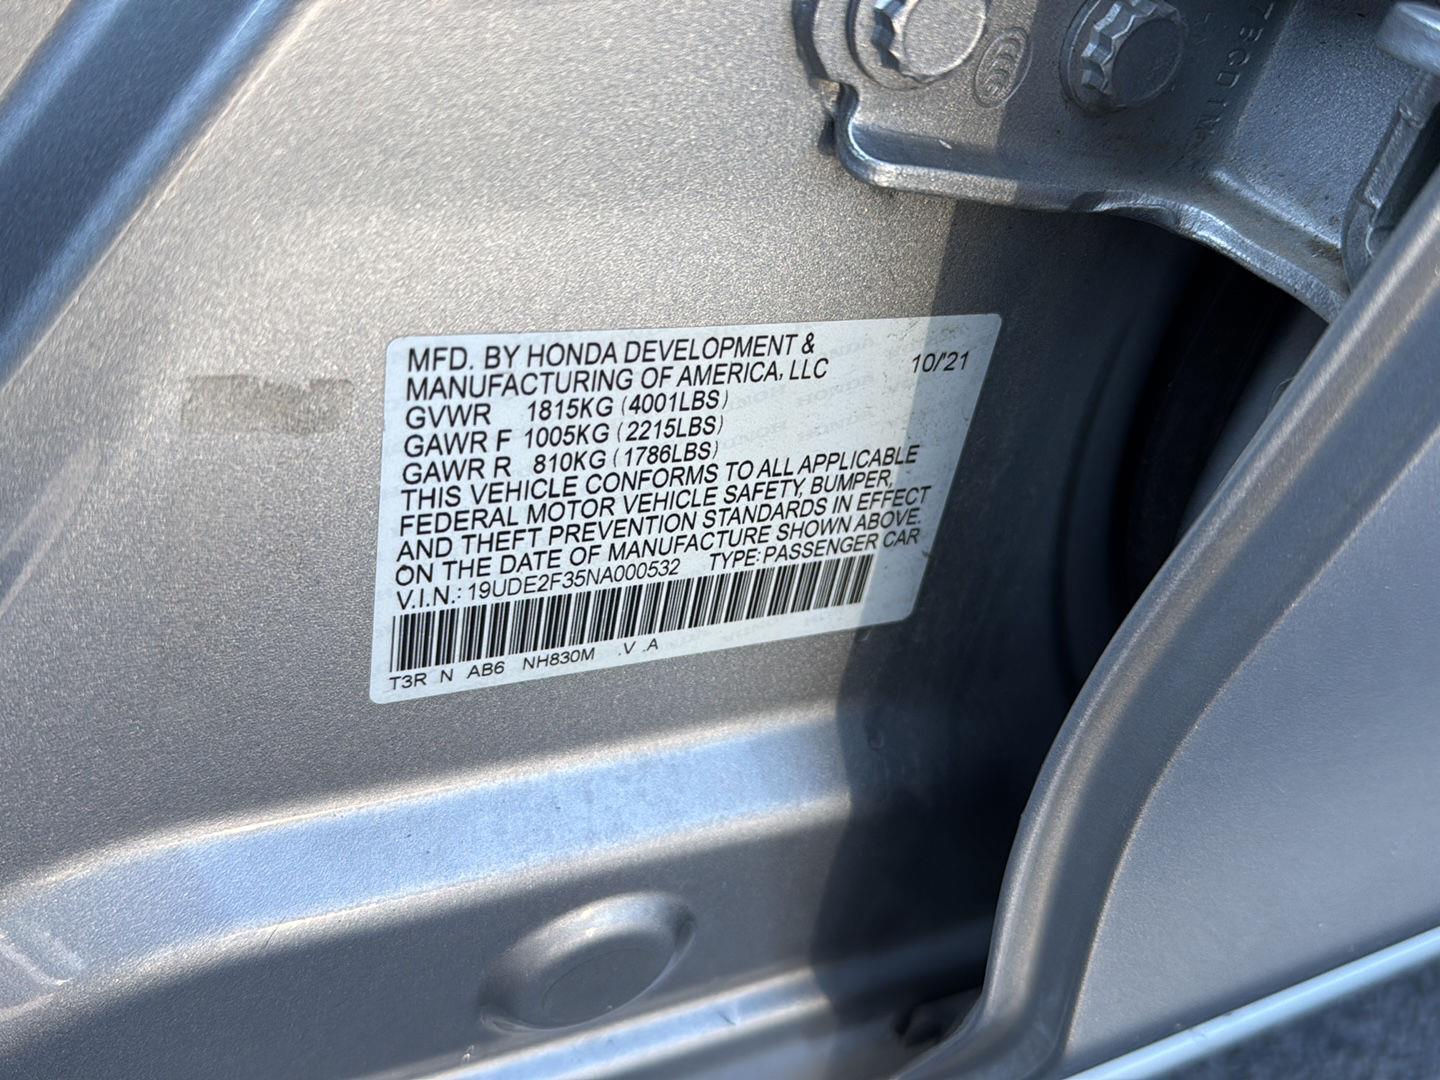 MFD. BY HONDA DEVELOPMENT &
MANUFACTURING OF AMERICA, LLC 10/'21
GVWR 1815KG (4001LBS)
GAWR F 1005KG (2215LBS)
GAWR R 810KG (1786LBS)
THIS VEHICLE CONFORMS TO ALL APPLICABLE
FEDERAL MOTOR VEHICLE SAFETY, BUMPER,
AND THEFT PREVENTION STANDARDS IN EFFECT
ON THE DATE OF MANUFACTURE SHOWN ABOVE.
V.I.N.: 19UDE2F35NA000532 TYPE: PASSENGER CAR
T3R N AB6 NH830M .V .A